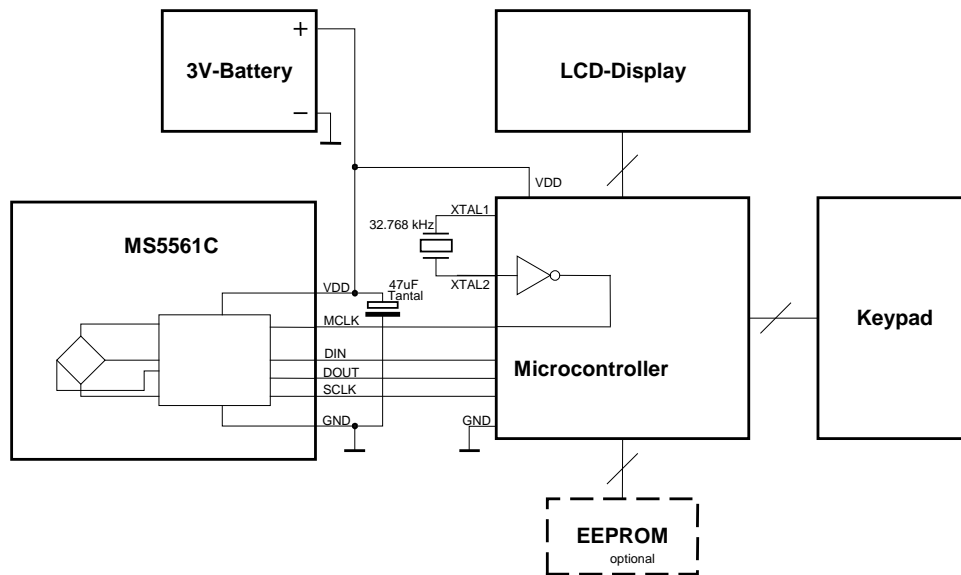 +
3V-Battery
−
LCD-Display
VDD
XTAL1
32.768 kHz
XTAL2
MS5561C
VDD
47uF
Tantal
MCLK
DIN
DOUT
SCLK
GND
GND
Microcontroller
Keypad
EEPROM
optional